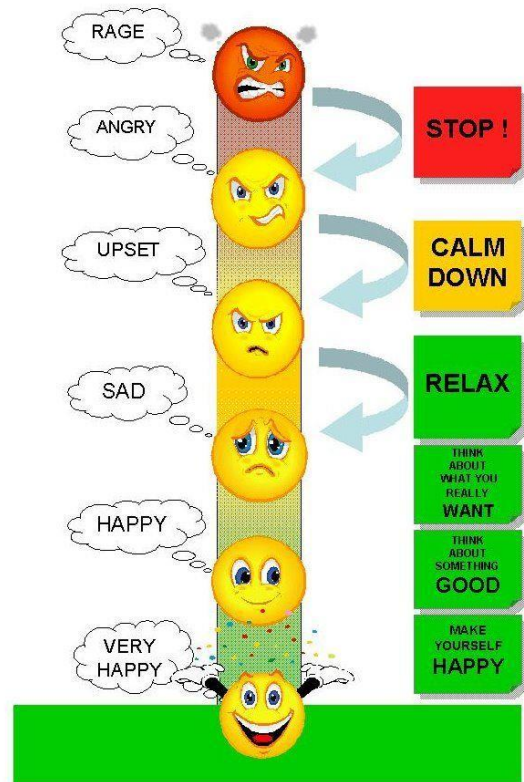 RAGE
ANGRY
UPSET
SAD
HAPPY
VERY
HAPPY
STOP !
CALM
DOWN
RELAX
THINK
ABOUT
WHAT YOU
REALLY
WANT
THINK
ABOUT
SOMETHING
GOOD
MAKE
YOURSELF
HAPPY